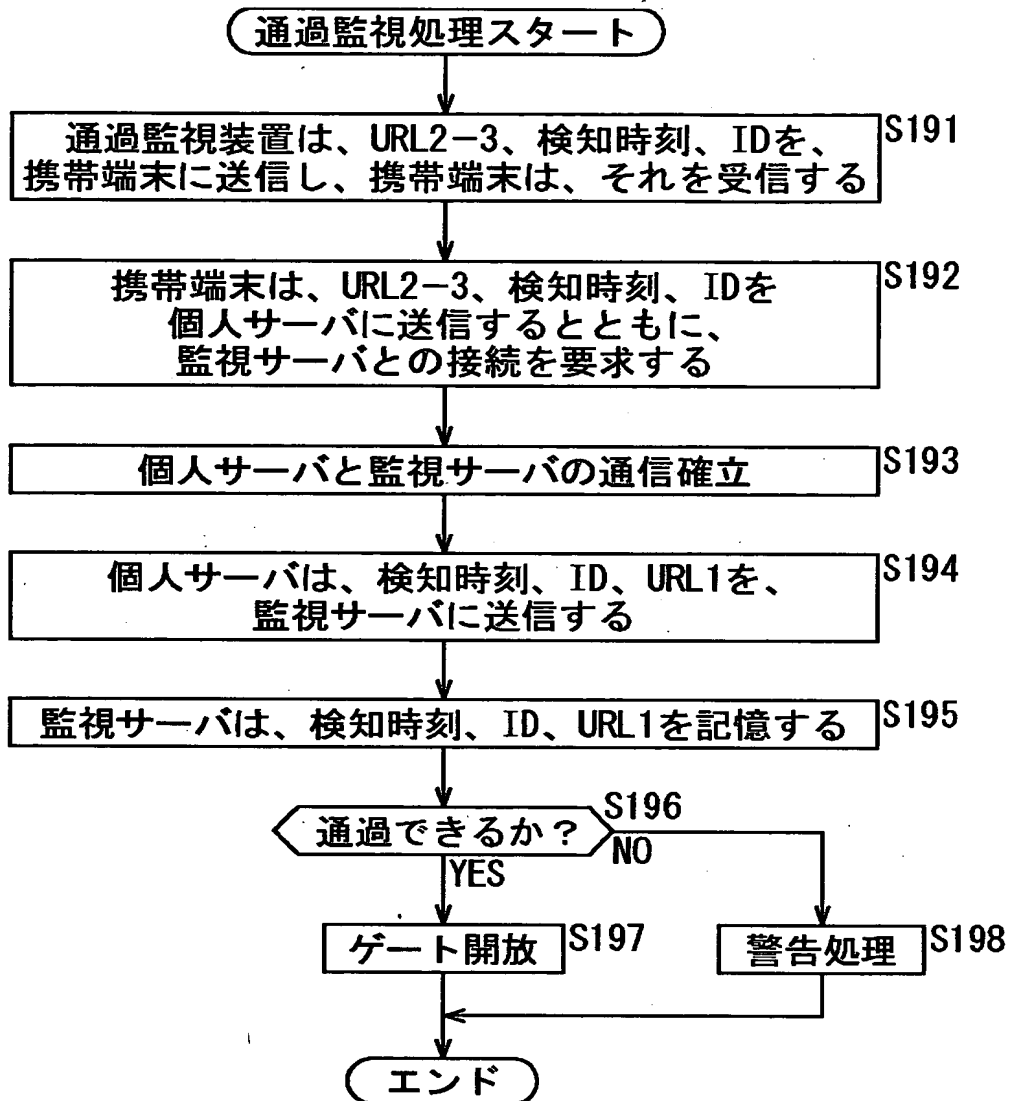 通過監視処理スタート
通過監視装置は、URL2-3、検知時刻、IDを、
携帯端末に送信し、携帯端末は、それを受信する
S191
携帯端末は、URL2-3、検知時刻、IDを
個人サーバに送信するとともに、
監視サーバとの接続を要求する
S192
個人サーバと監視サーバの通信確立
S193
個人サーバは、検知時刻、ID、URL1を、
監視サーバに送信する
S194
監視サーバは、検知時刻、ID、URL1を記憶する
S195
通過できるか?
S196
NO
YES
ゲート開放
S197
警告処理
S198
エンド